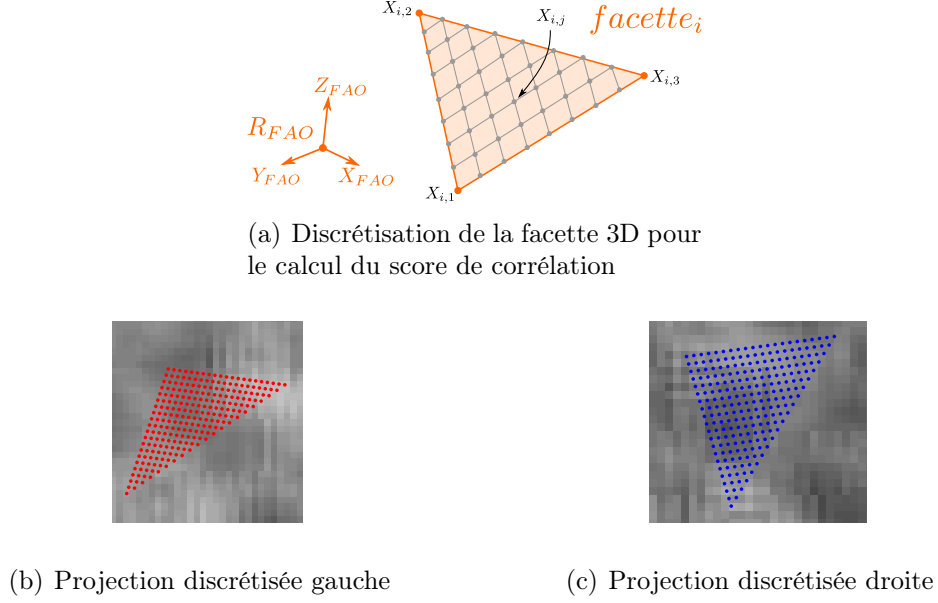 X_{i,2}
X_{i,j}
facette_i
X_{i,3}
Z_{FAO}
R_{FAO}
Y_{FAO}
X_{FAO}
X_{i,1}
(a) Discrétisation de la facette 3D pour
le calcul du score de corrélation
(b) Projection discrétisée gauche
(c) Projection discrétisée droite